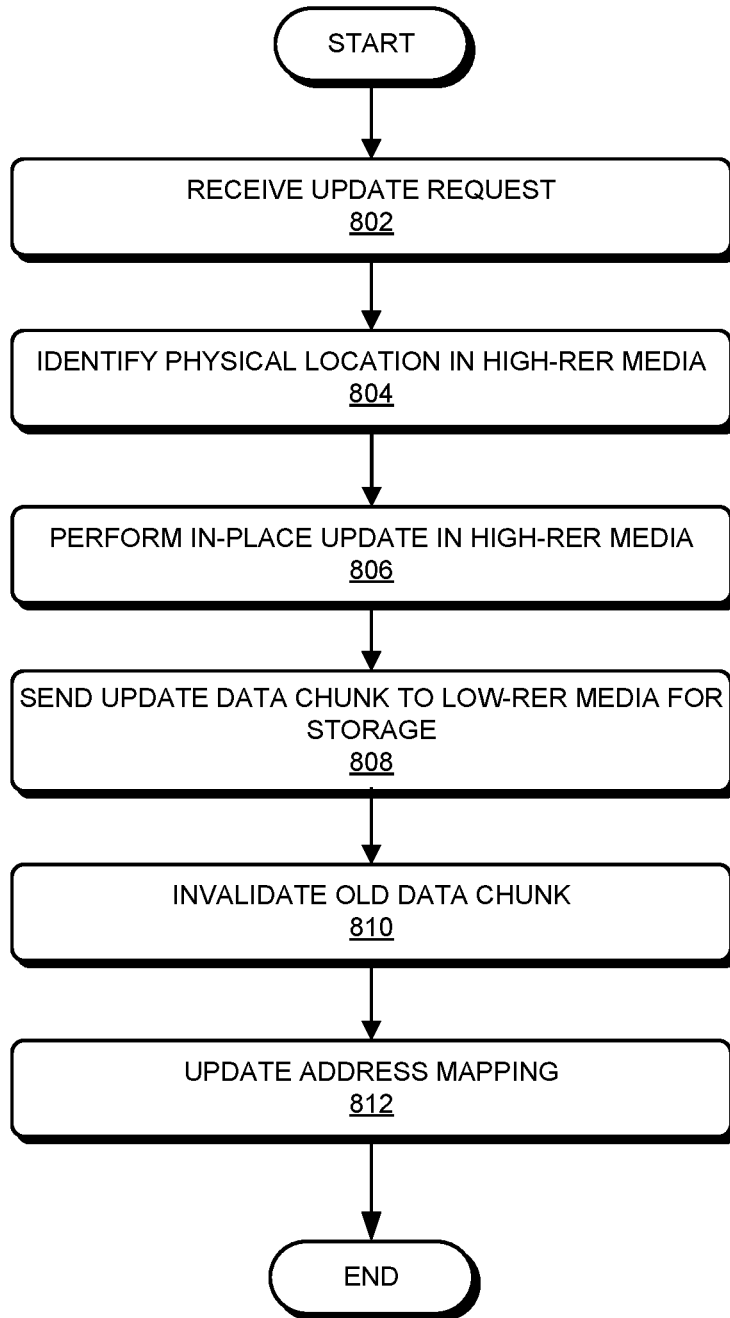 START
RECEIVE UPDATE REQUEST
802
IDENTIFY PHYSICAL LOCATION IN HIGH-RER MEDIA
804
PERFORM IN-PLACE UPDATE IN HIGH-RER MEDIA
806
SEND UPDATE DATA CHUNK TO LOW-RER MEDIA FOR
STORAGE
808
INVALIDATE OLD DATA CHUNK
810
UPDATE ADDRESS MAPPING
812
END